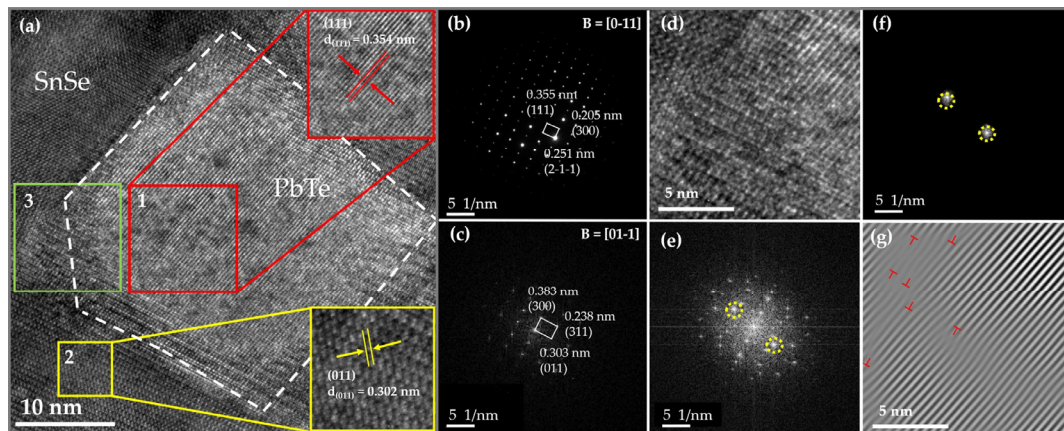 (a)
SnSe
PbTe
(111)
d(111) = 0.354 nm
1
2
3
(011)
d(011) = 0.302 nm
10 nm
(b)
B = [0-11]
0.355 nm
(111)
0.205 nm
(300)
0.251 nm
(2-1-1)
5 1/nm
(c)
B = [01-1]
0.383 nm
(300)
0.238 nm
(311)
0.303 nm
(011)
5 1/nm
(d)
5 nm
(e)
5 1/nm
(f)
5 1/nm
(g)
5 nm